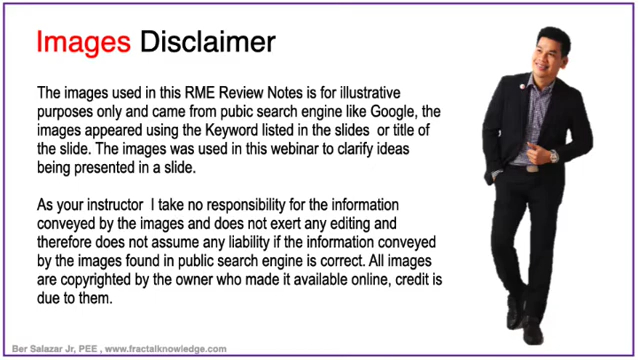 Images Disclaimer
The images used in this RME Review Notes is for illustrative
purposes only and came from pubic search engine like Google, the
images appeared using the Keyword listed in the slides or title of
the slide. The images was used in this webinar to clarify ideas
being presented in a slide.
As your instructor I take no responsibility for the information
conveyed by the images and does not exert any editing and
therefore does not assume any liability if the information conveyed
by the images found in public search engine is correct. All images
are copyrighted by the owner who made it available online, credit is
due to them.
Ber Salazar Jr, PEE , www.fractalknowledge.com